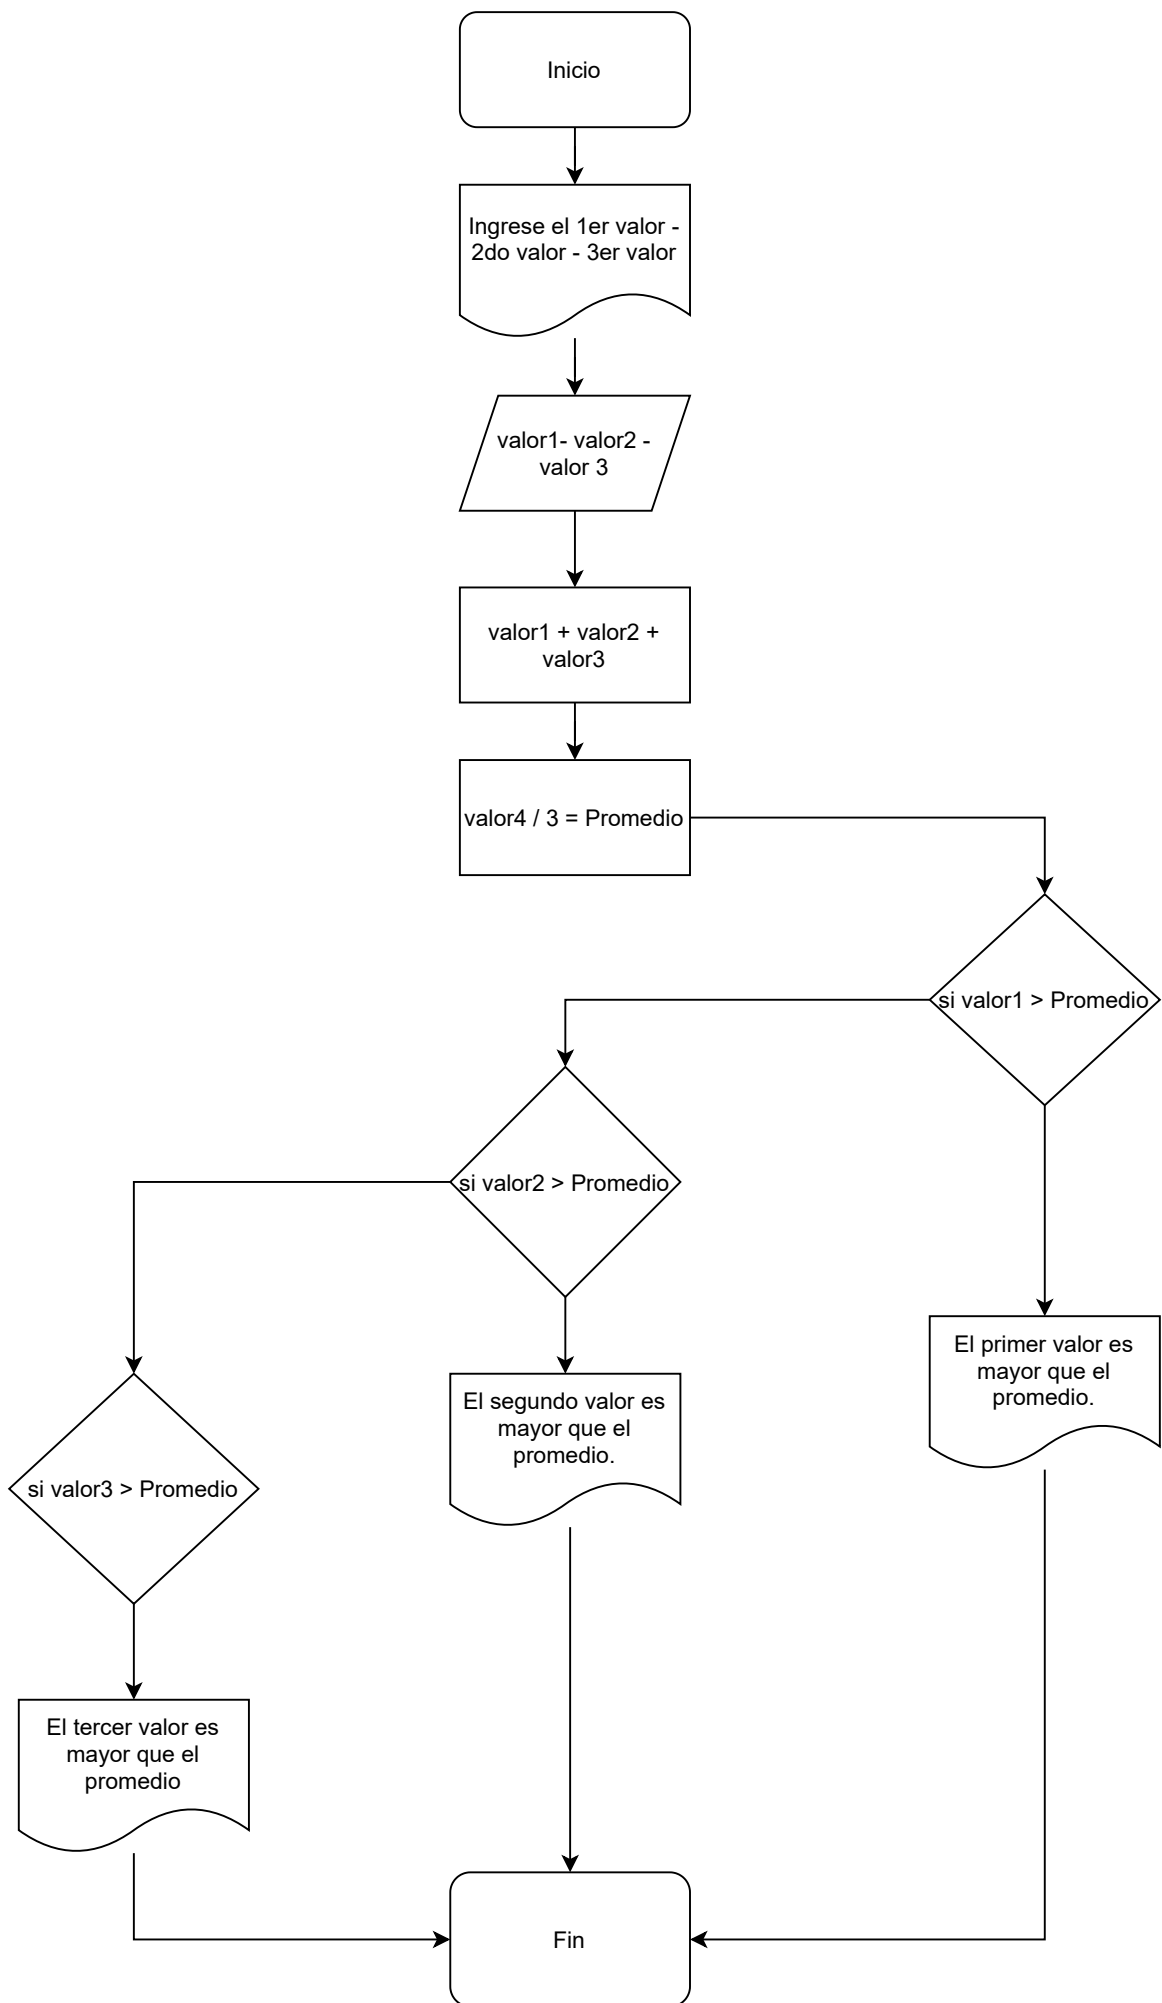 Inicio
Ingrese el 1er valor -
2do valor - 3er valor
valor1- valor2 -
valor 3
valor1 + valor2 +
valor3
valor4 / 3 = Promedio
si valor1 > Promedio
si valor2 > Promedio
El primer valor es
mayor que el
promedio.
El segundo valor es
mayor que el
promedio.
si valor3 > Promedio
El tercer valor es
mayor que el
promedio
Fin